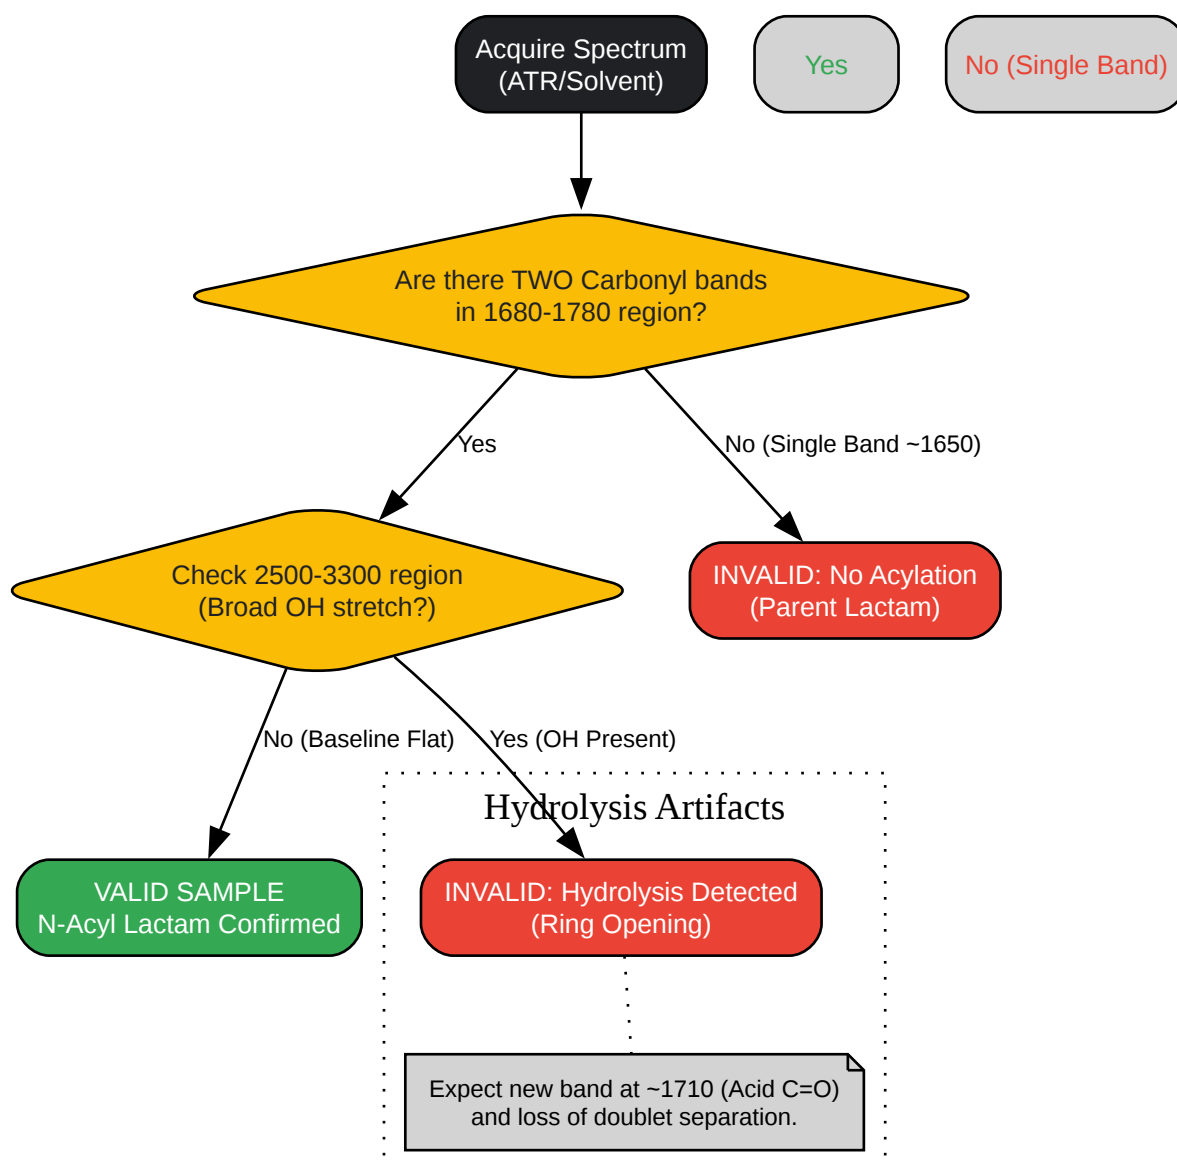 Acquire Spectrum
(ATR/Solvent)
Yes
No (Single Band)
Are there TWO Carbonyl bands
in 1680-1780 region?
Yes
No (Single Band ~1650)
Check 2500-3300 region
(Broad OH stretch?)
INVALID: No Acylation
(Parent Lactam)
No (Baseline Flat)
Yes (OH Present)
Hydrolysis Artifacts
VALID SAMPLE
N-Acyl Lactam Confirmed
INVALID: Hydrolysis Detected
(Ring Opening)
Expect new band at ~1710 (Acid C=O)
and loss of doublet separation.